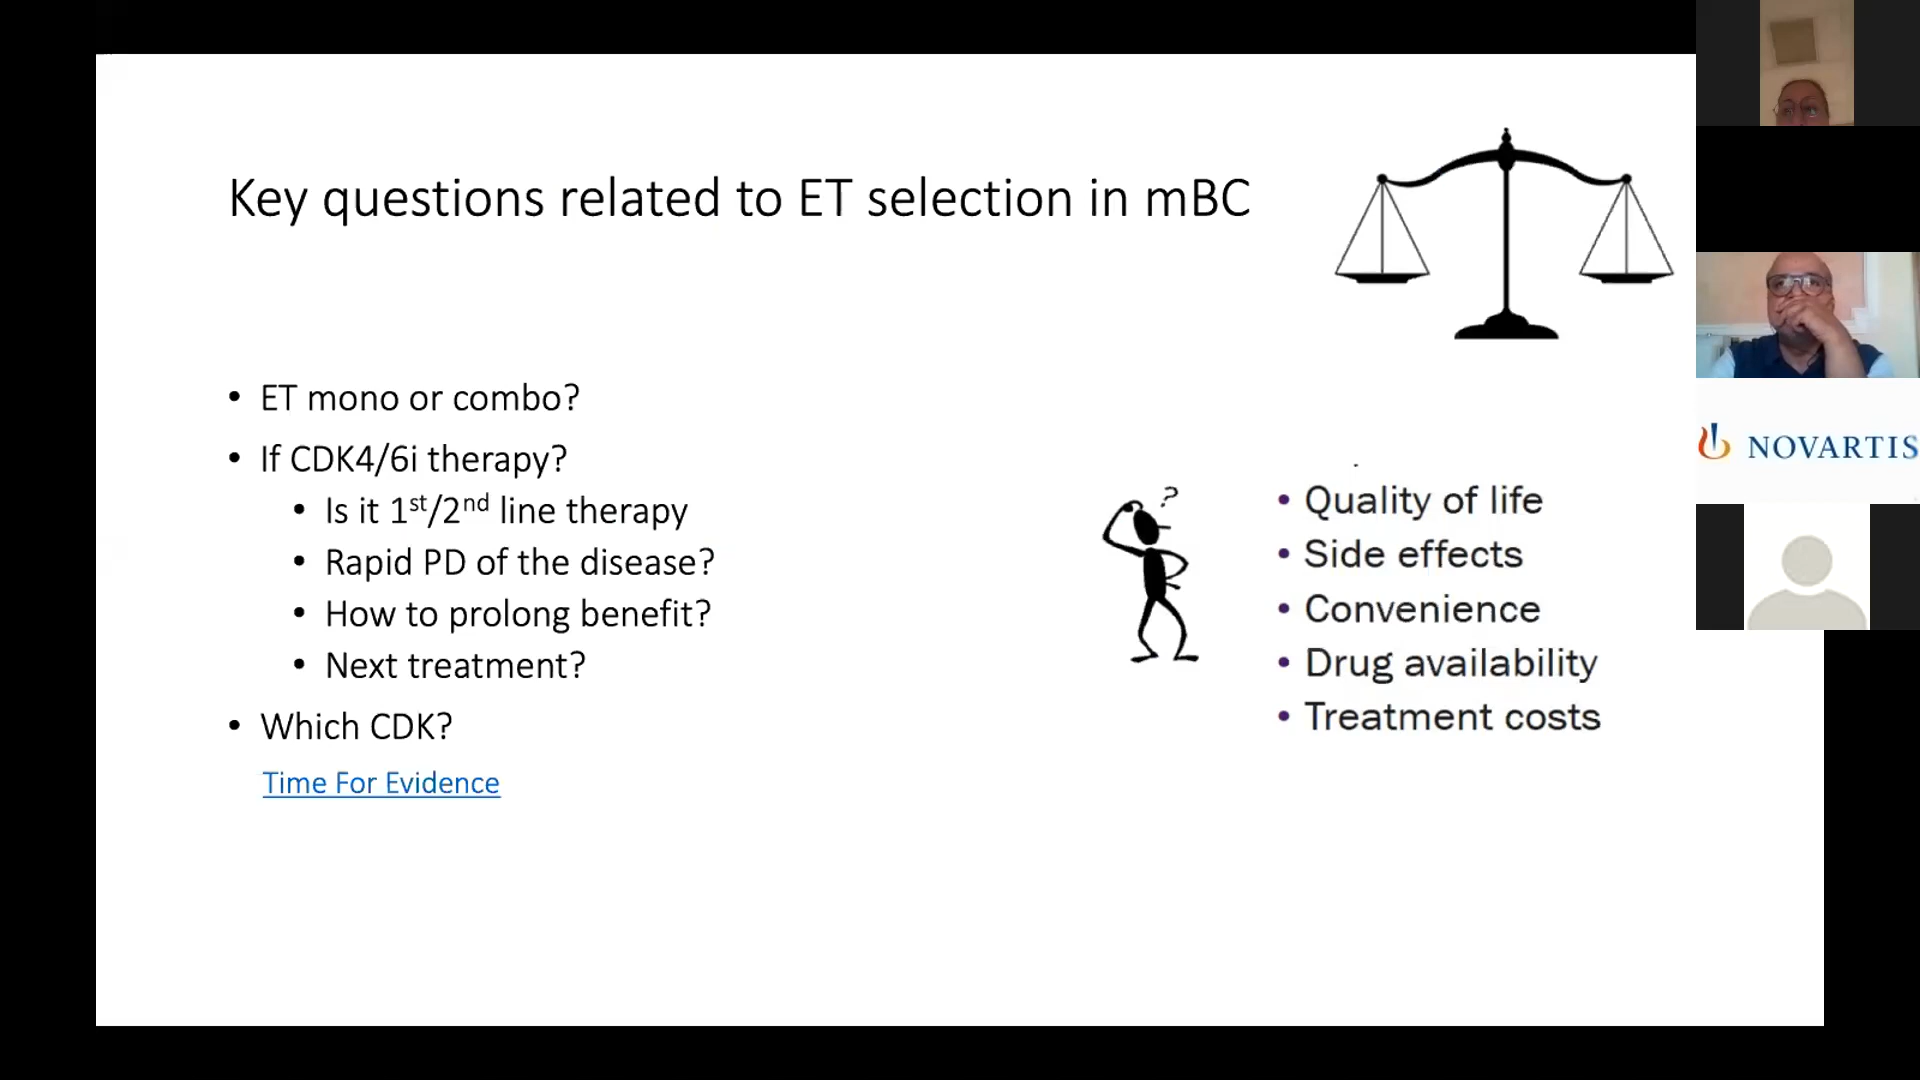 Key questions related to ET selection in mBC
• ET mono or combo?
• If CDK4/6i therapy?
• Is it 1st/2nd line therapy
• Rapid PD of the disease?
• How to prolong benefit?
• Next treatment?
• Which CDK?
Time For Evidence
?
• Quality of life
• Side effects
• Convenience
• Drug availability
• Treatment costs
NOVARTIS